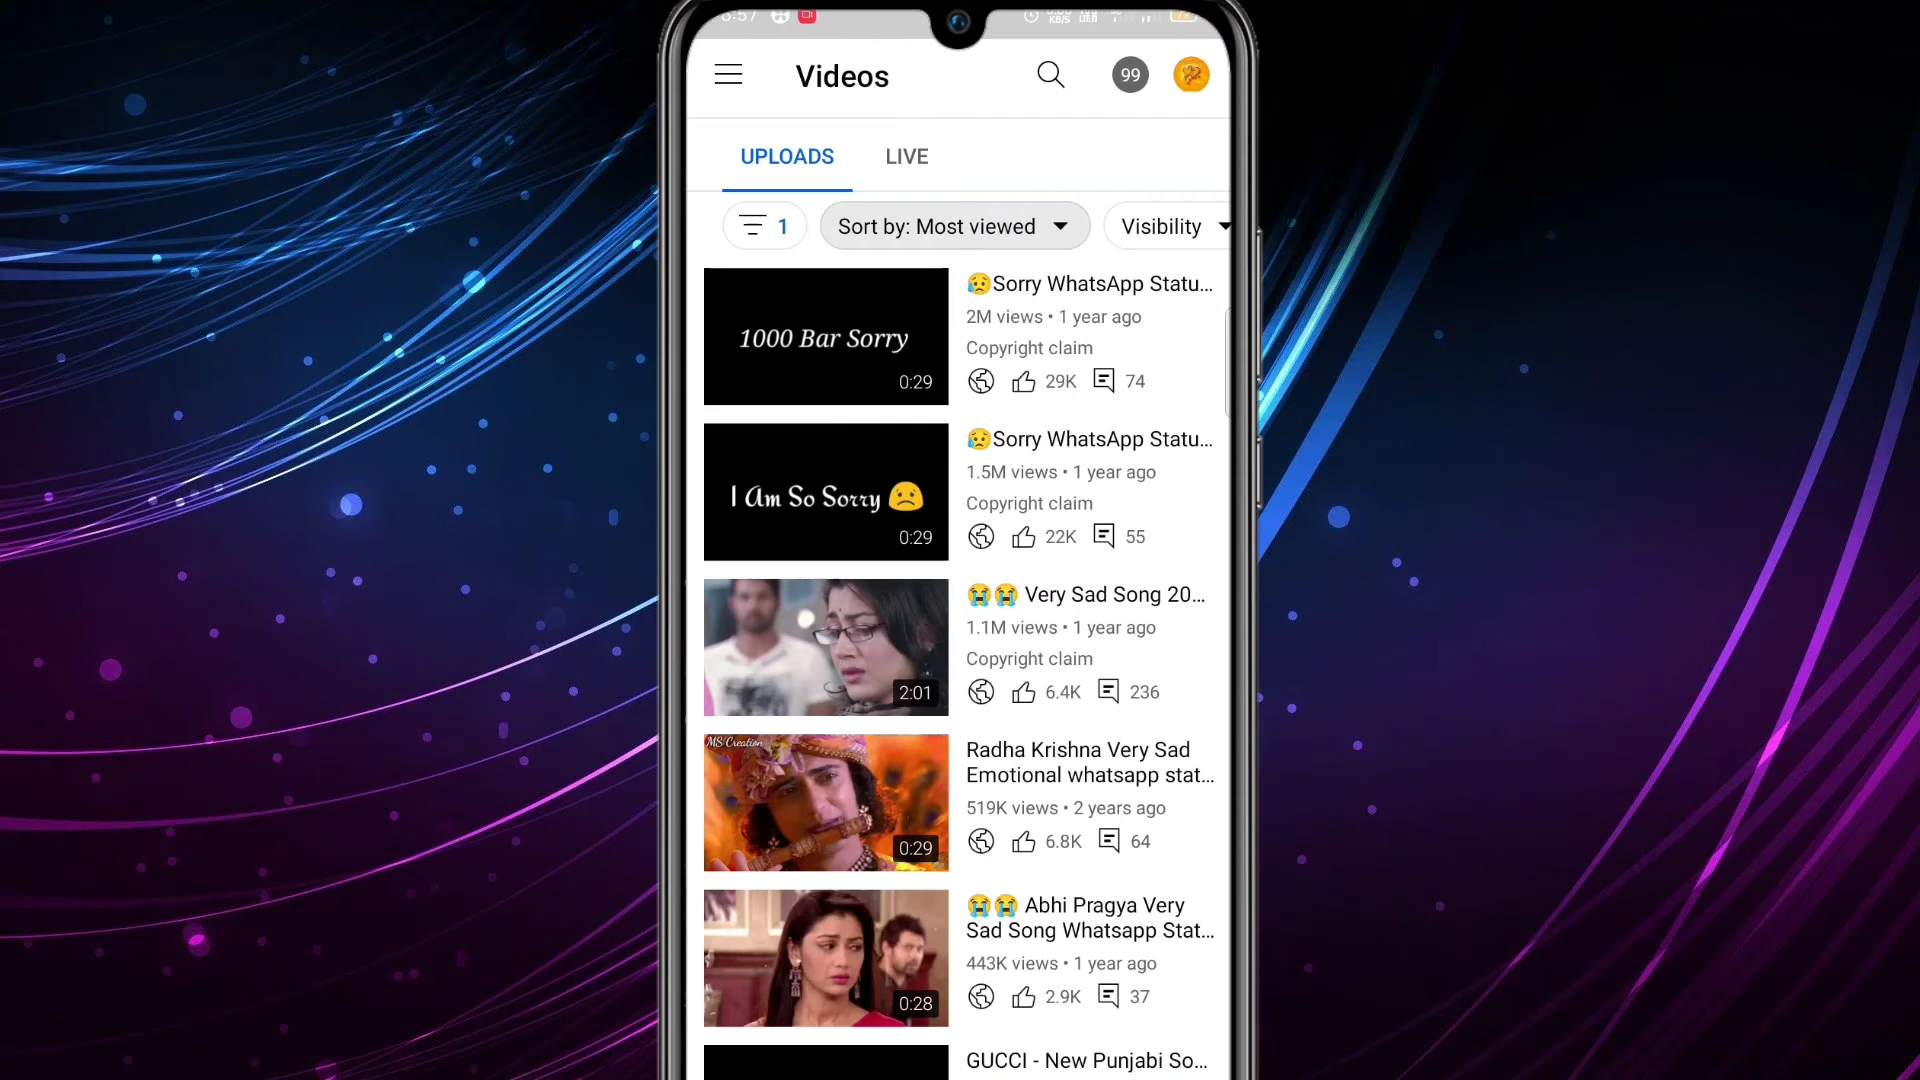 8:57
Videos
99
UPLOADS
LIVE
1
Sort by: Most viewed
Visibility
1000 Bar Sorry
0:29
😥Sorry WhatsApp Statu...
2M views • 1 year ago
Copyright claim
29K
74
I Am So Sorry ☹️
0:29
😥Sorry WhatsApp Statu...
1.5M views • 1 year ago
Copyright claim
22K
55
2:01
😭😭 Very Sad Song 20...
1.1M views • 1 year ago
Copyright claim
6.4K
236
MS Creation
0:29
Radha Krishna Very Sad
Emotional whatsapp stat...
519K views • 2 years ago
6.8K
64
0:28
😭😭 Abhi Pragya Very
Sad Song Whatsapp Stat...
443K views • 1 year ago
2.9K
37
GUCCI - New Punjabi So...